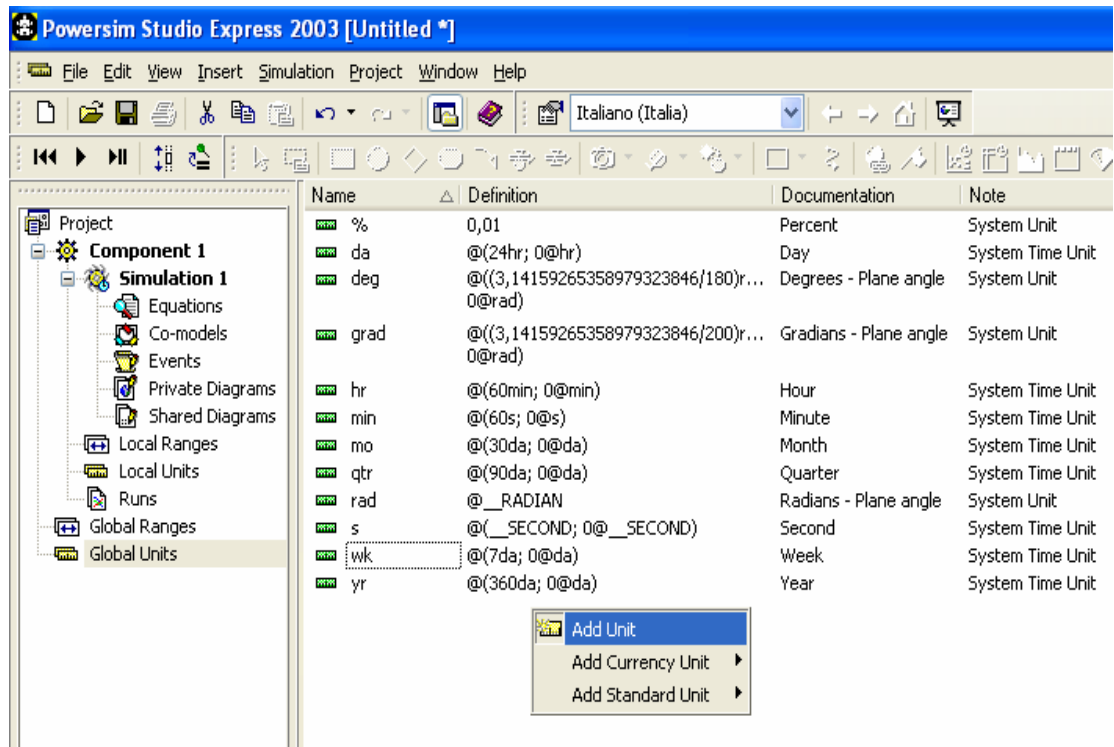 Powersim Studio Express 2003 [Untitled *]
File Edit View Insert Simulation Project Window Help
Italiano (Italia)
Name Definition Documentation Note
Project
Component 1
Simulation 1
Equations
Co-models
Events
Private Diagrams
Shared Diagrams
Local Ranges
Local Units
Runs
Global Ranges
Global Units
% 0,01 Percent System Unit
da @(24hr; 0@hr) Day System Time Unit
deg @((3,14159265358979323846/180)r... Degrees - Plane angle System Unit
0@rad)
grad @((3,14159265358979323846/200)r... Gradians - Plane angle System Unit
0@rad)
hr @(60min; 0@min) Hour System Time Unit
min @(60s; 0@s) Minute System Time Unit
mo @(30da; 0@da) Month System Time Unit
qtr @(90da; 0@da) Quarter System Time Unit
rad @__RADIAN Radians - Plane angle System Unit
s @(__SECOND; 0@__SECOND) Second System Time Unit
wk @(7da; 0@da) Week System Time Unit
yr @(360da; 0@da) Year System Time Unit
Add Unit
Add Currency Unit
Add Standard Unit